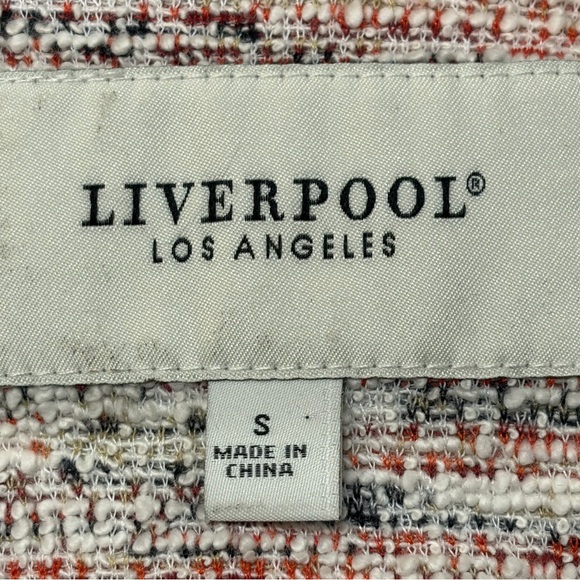 LIVERPOOL®
LOS ANGELES
S
MADE IN
CHINA